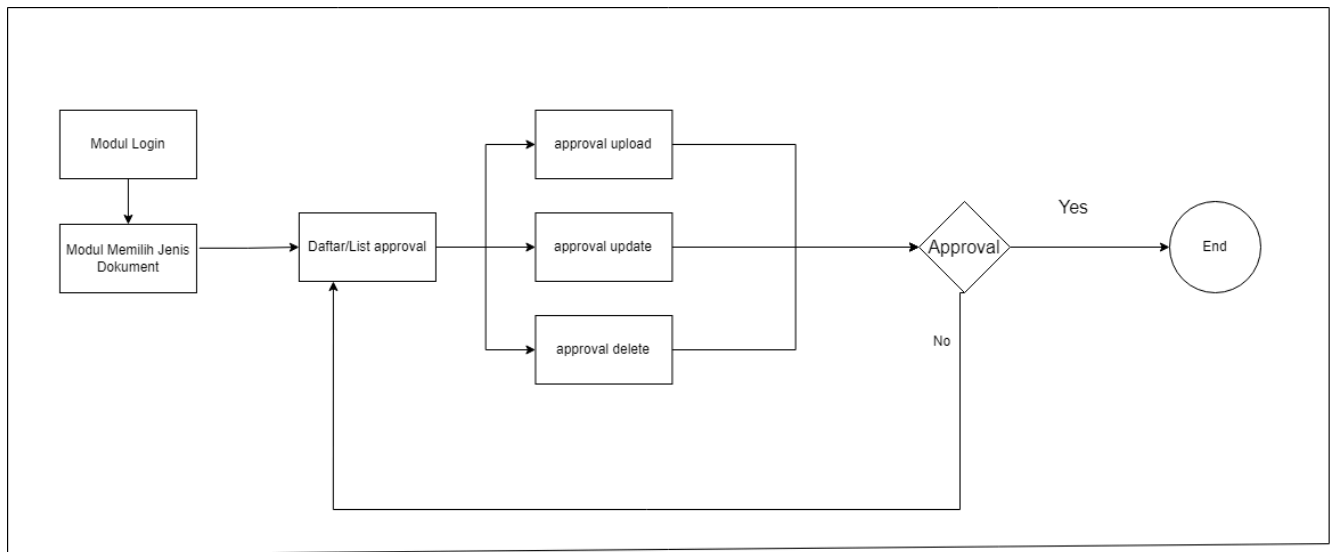 Modul Login
Modul Memilih Jenis
Dokument
Daftar/List approval
approval upload
approval update
approval delete
Approval
Yes
No
End